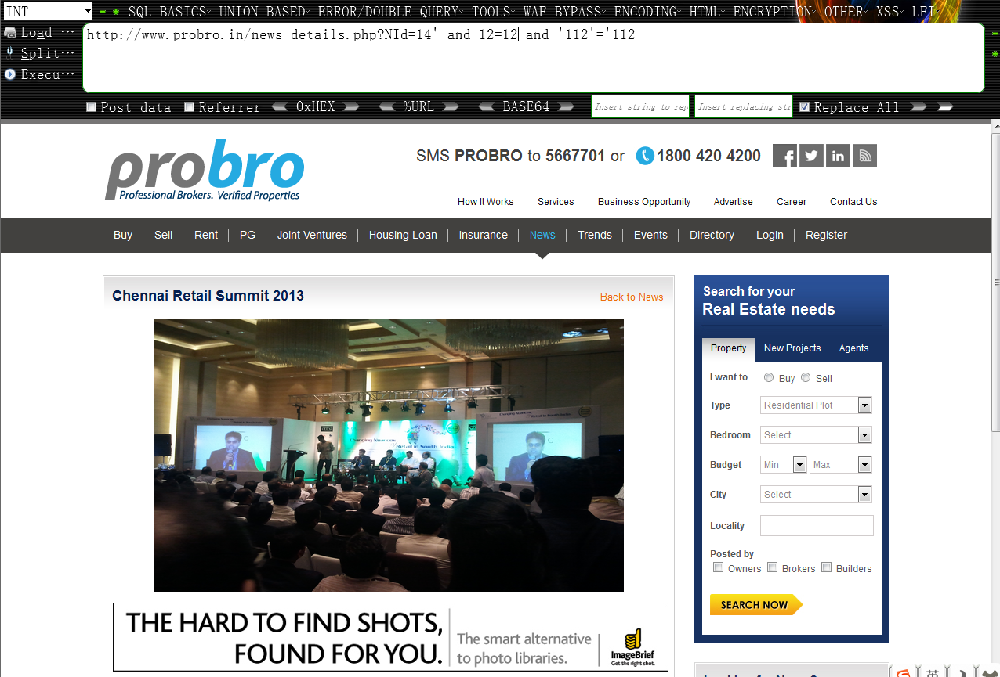 INT SQL BASICS UNION BASED ERROR/DOUBLE QUERY TOOLS WAF BYPASS ENCODING HTML ENCRYPTION OTHER XSS LFI
Load ...
http://www.probro.in/news_details.php?NId=14' and 12=12 and '112'='112
Split...
Execu...
Post data Referrer 0xHEX %URL BASE64 Insert string to rep Insert replacing str Replace All
probro
Professional Brokers. Verified Properties
SMS PROBRO to 5667701 or 1800 420 4200
How It Works Services Business Opportunity Advertise Career Contact Us
Buy Sell Rent PG Joint Ventures Housing Loan Insurance News Trends Events Directory Login Register
Chennai Retail Summit 2013
Back to News
Changing Nuances
Retail in South India
THE HARD TO FIND SHOTS,
FOUND FOR YOU.
The smart alternative
to photo libraries.
ImageBrief
Get the right shot.
Search for your
Real Estate needs
Property New Projects Agents
I want to Buy Sell
Type Residential Plot
Bedroom Select
Budget Min Max
City Select
Locality
Posted by
Owners Brokers Builders
SEARCH NOW
英